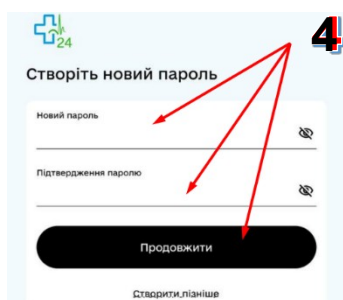 24
4
Створіть новий пароль
Новий пароль
Підтвердження паролю
Продовжити
Створити пізніше